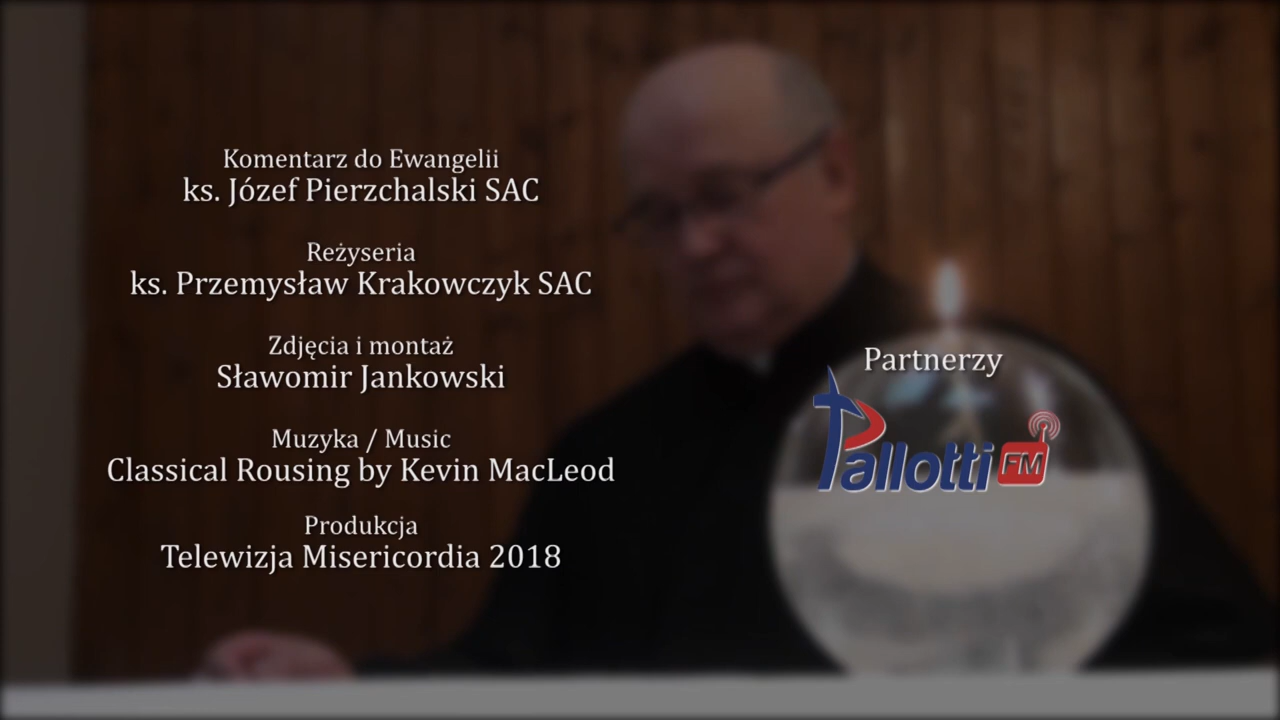 Komentarz do Ewangelii
ks. Józef Pierzchalski SAC
Reżyseria
ks. Przemysław Krakowczyk SAC
Zdjęcia i montaż
Sławomir Jankowski
Muzyka / Music
Classical Rousing by Kevin MacLeod
Produkcja
Telewizja Misericordia 2018
Partnerzy
Pallotti FM